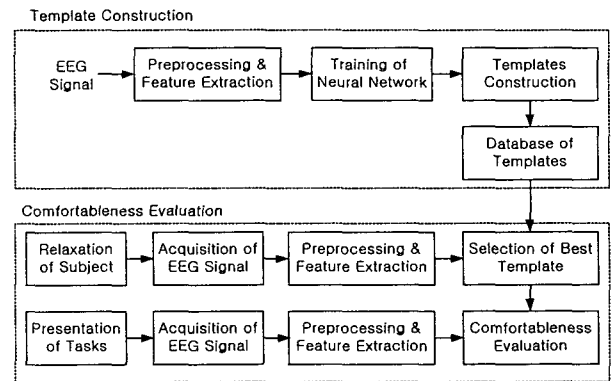 Template Construction
EEG
Signal
Preprocessing &
Feature Extraction
Training of
Neural Network
Templates
Construction
Database of
Templates
Comfortableness Evaluation
Relaxation
of Subject
Acquisition of
EEG Signal
Preprocessing &
Feature Extraction
Selection of Best
Template
Presentation
of Tasks
Acquisition of
EEG Signal
Preprocessing &
Feature Extraction
Comfortableness
Evaluation